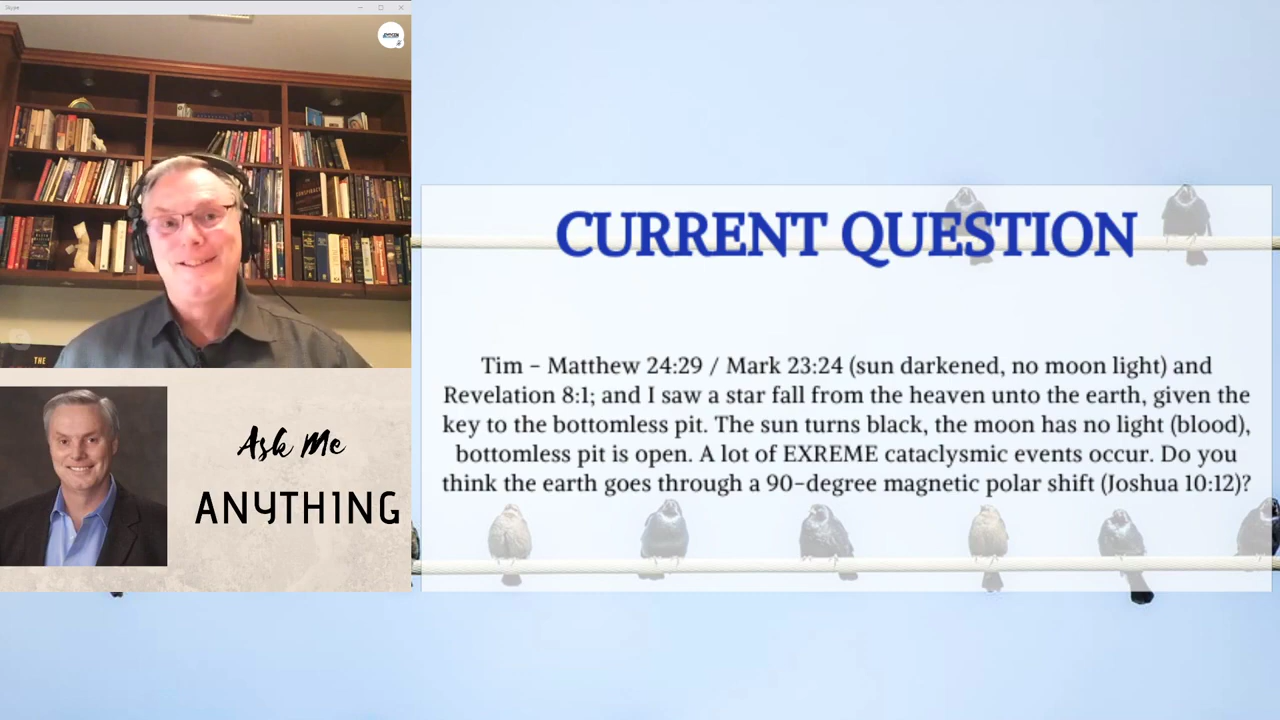 Skype
CURRENT QUESTION
Tim - Matthew 24:29 / Mark 23:24 (sun darkened, no moon light) and
Revelation 8:1; and I saw a star fall from the heaven unto the earth, given the
key to the bottomless pit. The sun turns black, the moon has no light (blood),
bottomless pit is open. A lot of EXREME cataclysmic events occur. Do you
think the earth goes through a 90-degree magnetic polar shift (Joshua 10:12)?
CONSPIRACY
THE
Ask Me
ANYTHING